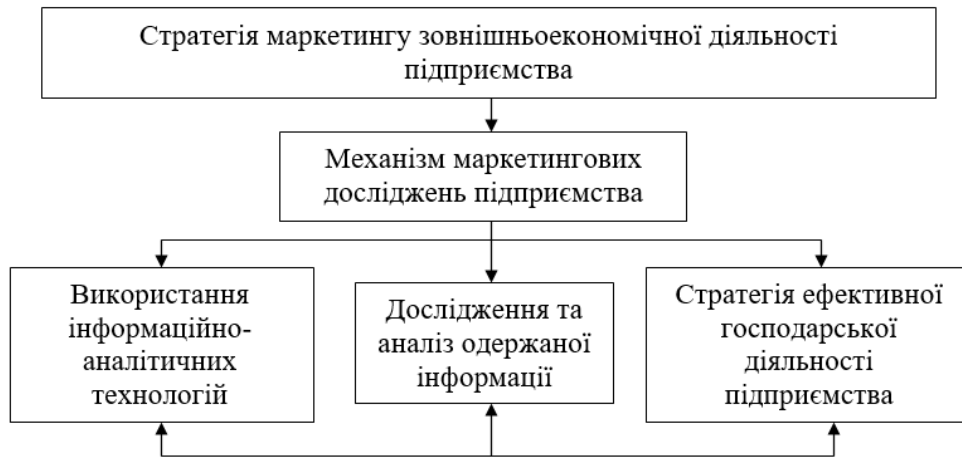 Стратегія маркетингу зовнішньоекономічної діяльності
підприємства
Механізм маркетингових
досліджень підприємства
Використання
інформаційно-
аналітичних
технологій
Дослідження та
аналіз одержаної
інформації
Стратегія ефективної
господарської
діяльності
підприємства